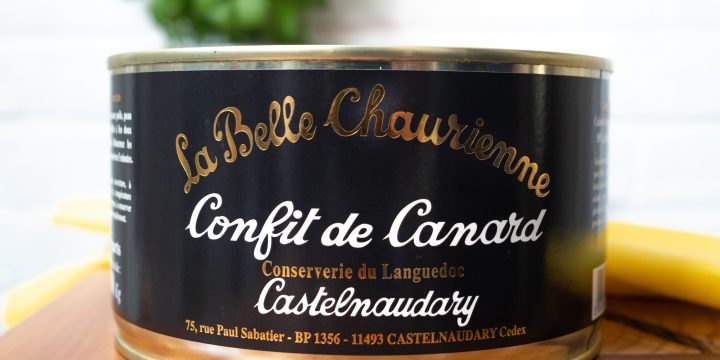 La Belle Chaurienne
Confit de Canard
Conserverie du Languedoc
Castelnaudary
75, rue Paul Sabatier - BP 1356 - 11493 CASTELNAUDARY Cedex